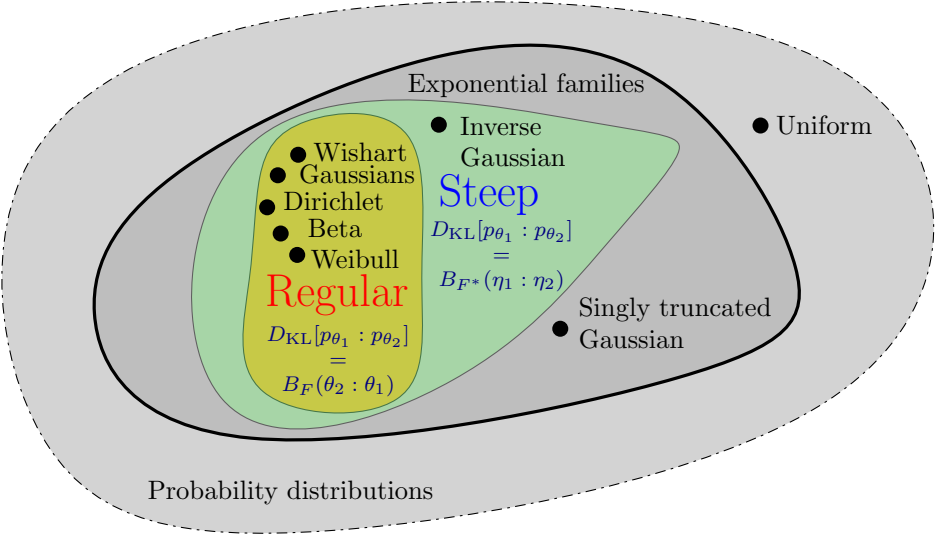 Exponential families
Inverse
Gaussian
Uniform
Wishart
Gaussians
Dirichlet
Beta
Weibull
Steep
D_KL[p_θ₁ : p_θ₂]
=
B_F*(η₁ : η₂)
Regular
D_KL[p_θ₁ : p_θ₂]
=
B_F(θ₂ : θ₁)
Singly truncated
Gaussian
Probability distributions